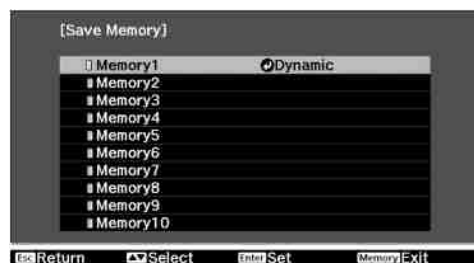 [Save Memory]
Memory1 Dynamic
Memory2
Memory3
Memory4
Memory5
Memory6
Memory7
Memory8
Memory9
Memory10
Esc Return Select Enter Set Memory Exit